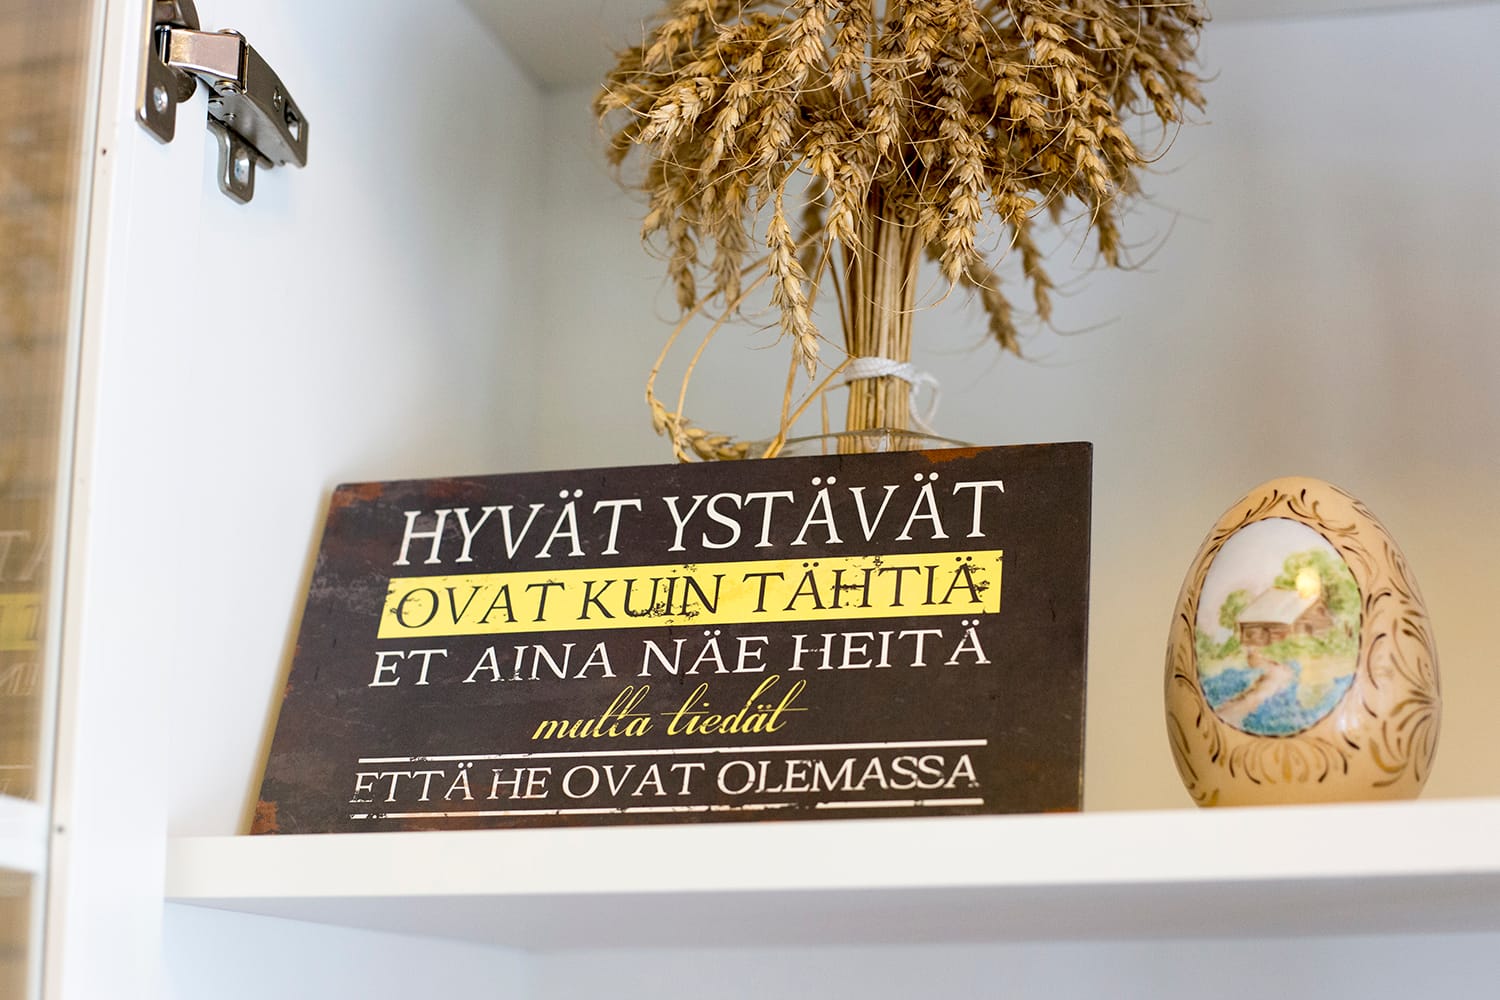 HYVÄT YSTÄVÄT
OVAT KUIN TÄHTIÄ
ET AINA NÄE HEITÄ
mutta tiedät
ETTÄ HE OVAT OLEMASSA